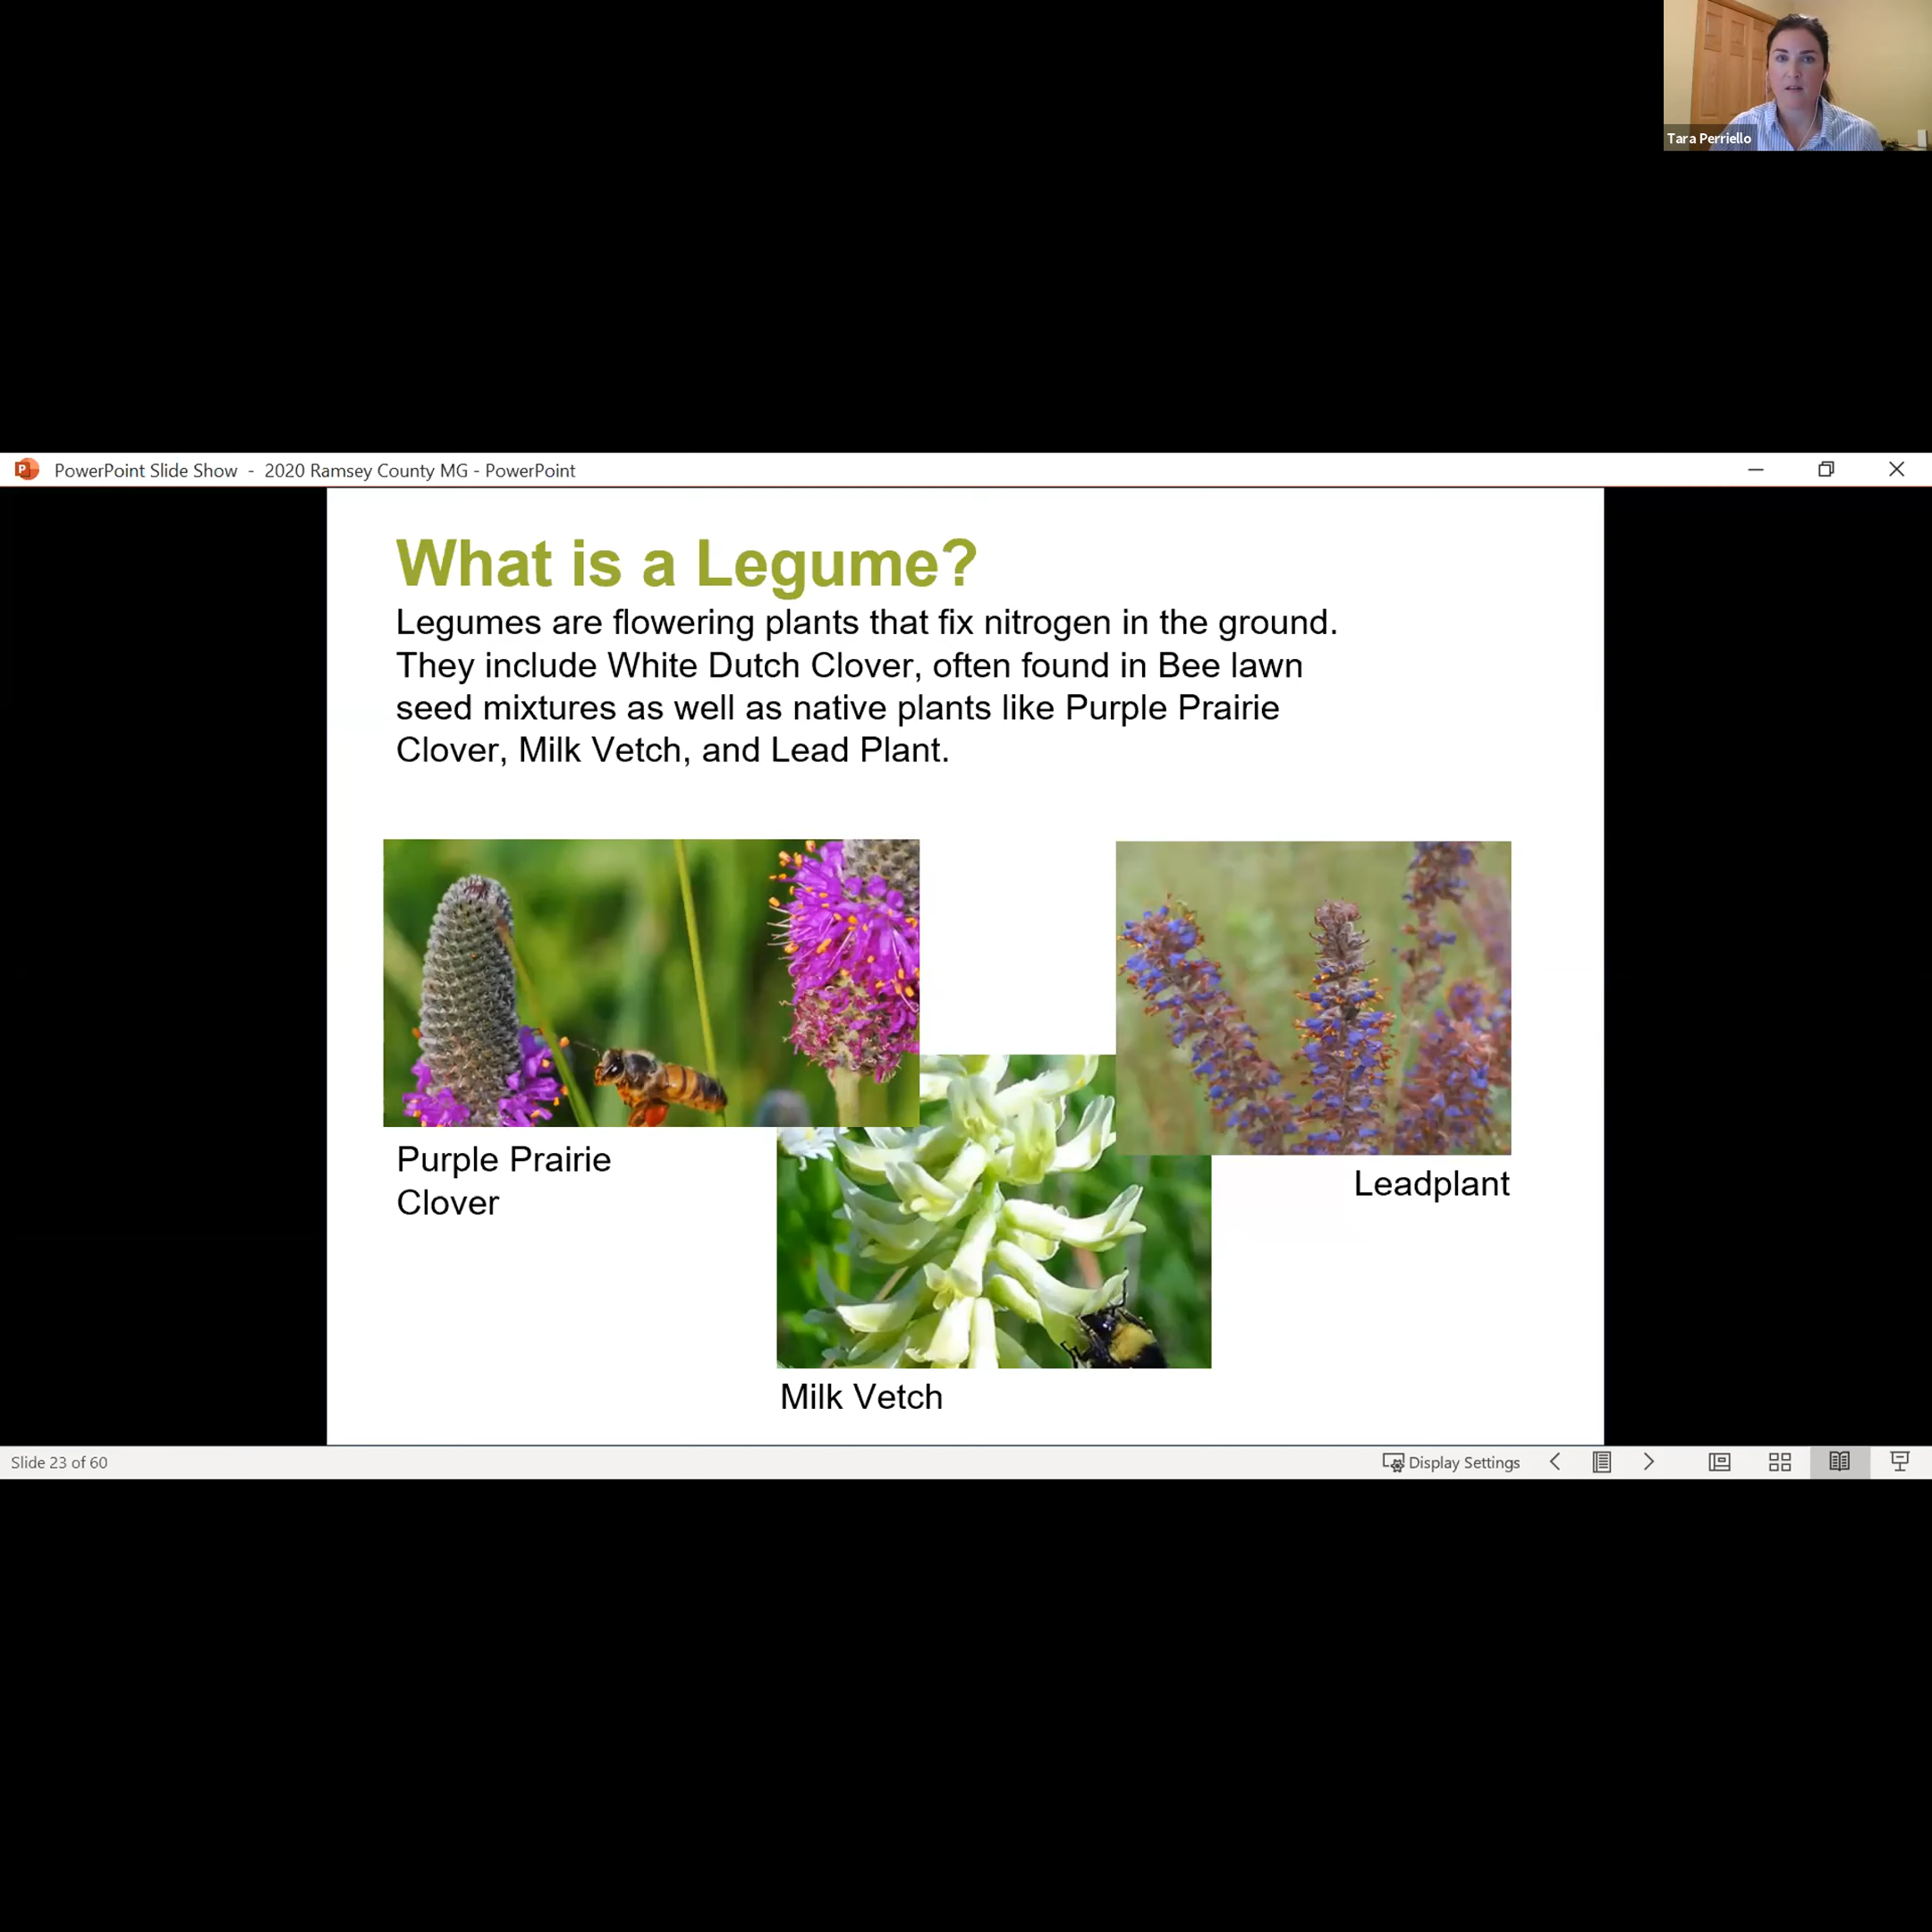 Tara Perriello
PowerPoint Slide Show - 2020 Ramsey County MG - PowerPoint
What is a Legume?
Legumes are flowering plants that fix nitrogen in the ground.
They include White Dutch Clover, often found in Bee lawn
seed mixtures as well as native plants like Purple Prairie
Clover, Milk Vetch, and Lead Plant.
Purple Prairie
Clover
Leadplant
Milk Vetch
Slide 23 of 60
Display Settings